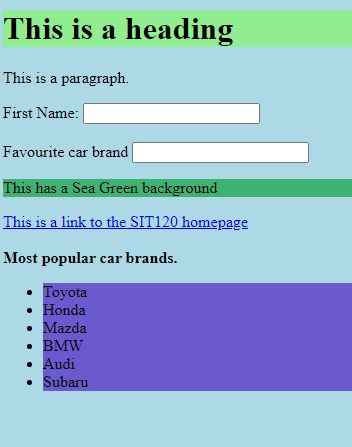 This is a heading
This is a paragraph.
First Name:
Favourite car brand
This has a Sea Green background
This is a link to the SIT120 homepage
Most popular car brands.
Toyota
Honda
Mazda
BMW
Audi
Subaru